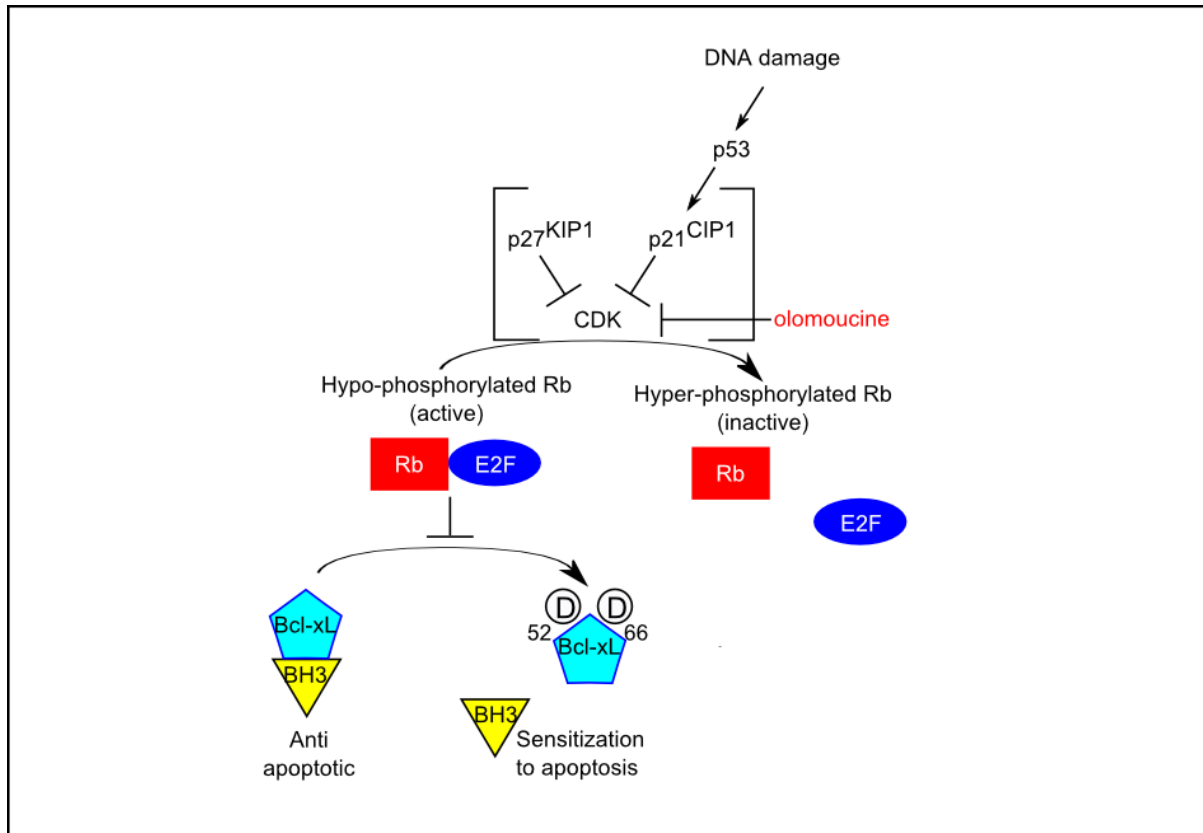 DNA damage
p53
p27KIP1 p21CIP1
CDK olomoucine
Hypo-phosphorylated Rb
(active)
Hyper-phosphorylated Rb
(inactive)
Rb E2F
Rb
E2F
D D
52 66
Bcl-xL
Bcl-xL
BH3
BH3
Anti
apoptotic
Sensitization
to apoptosis